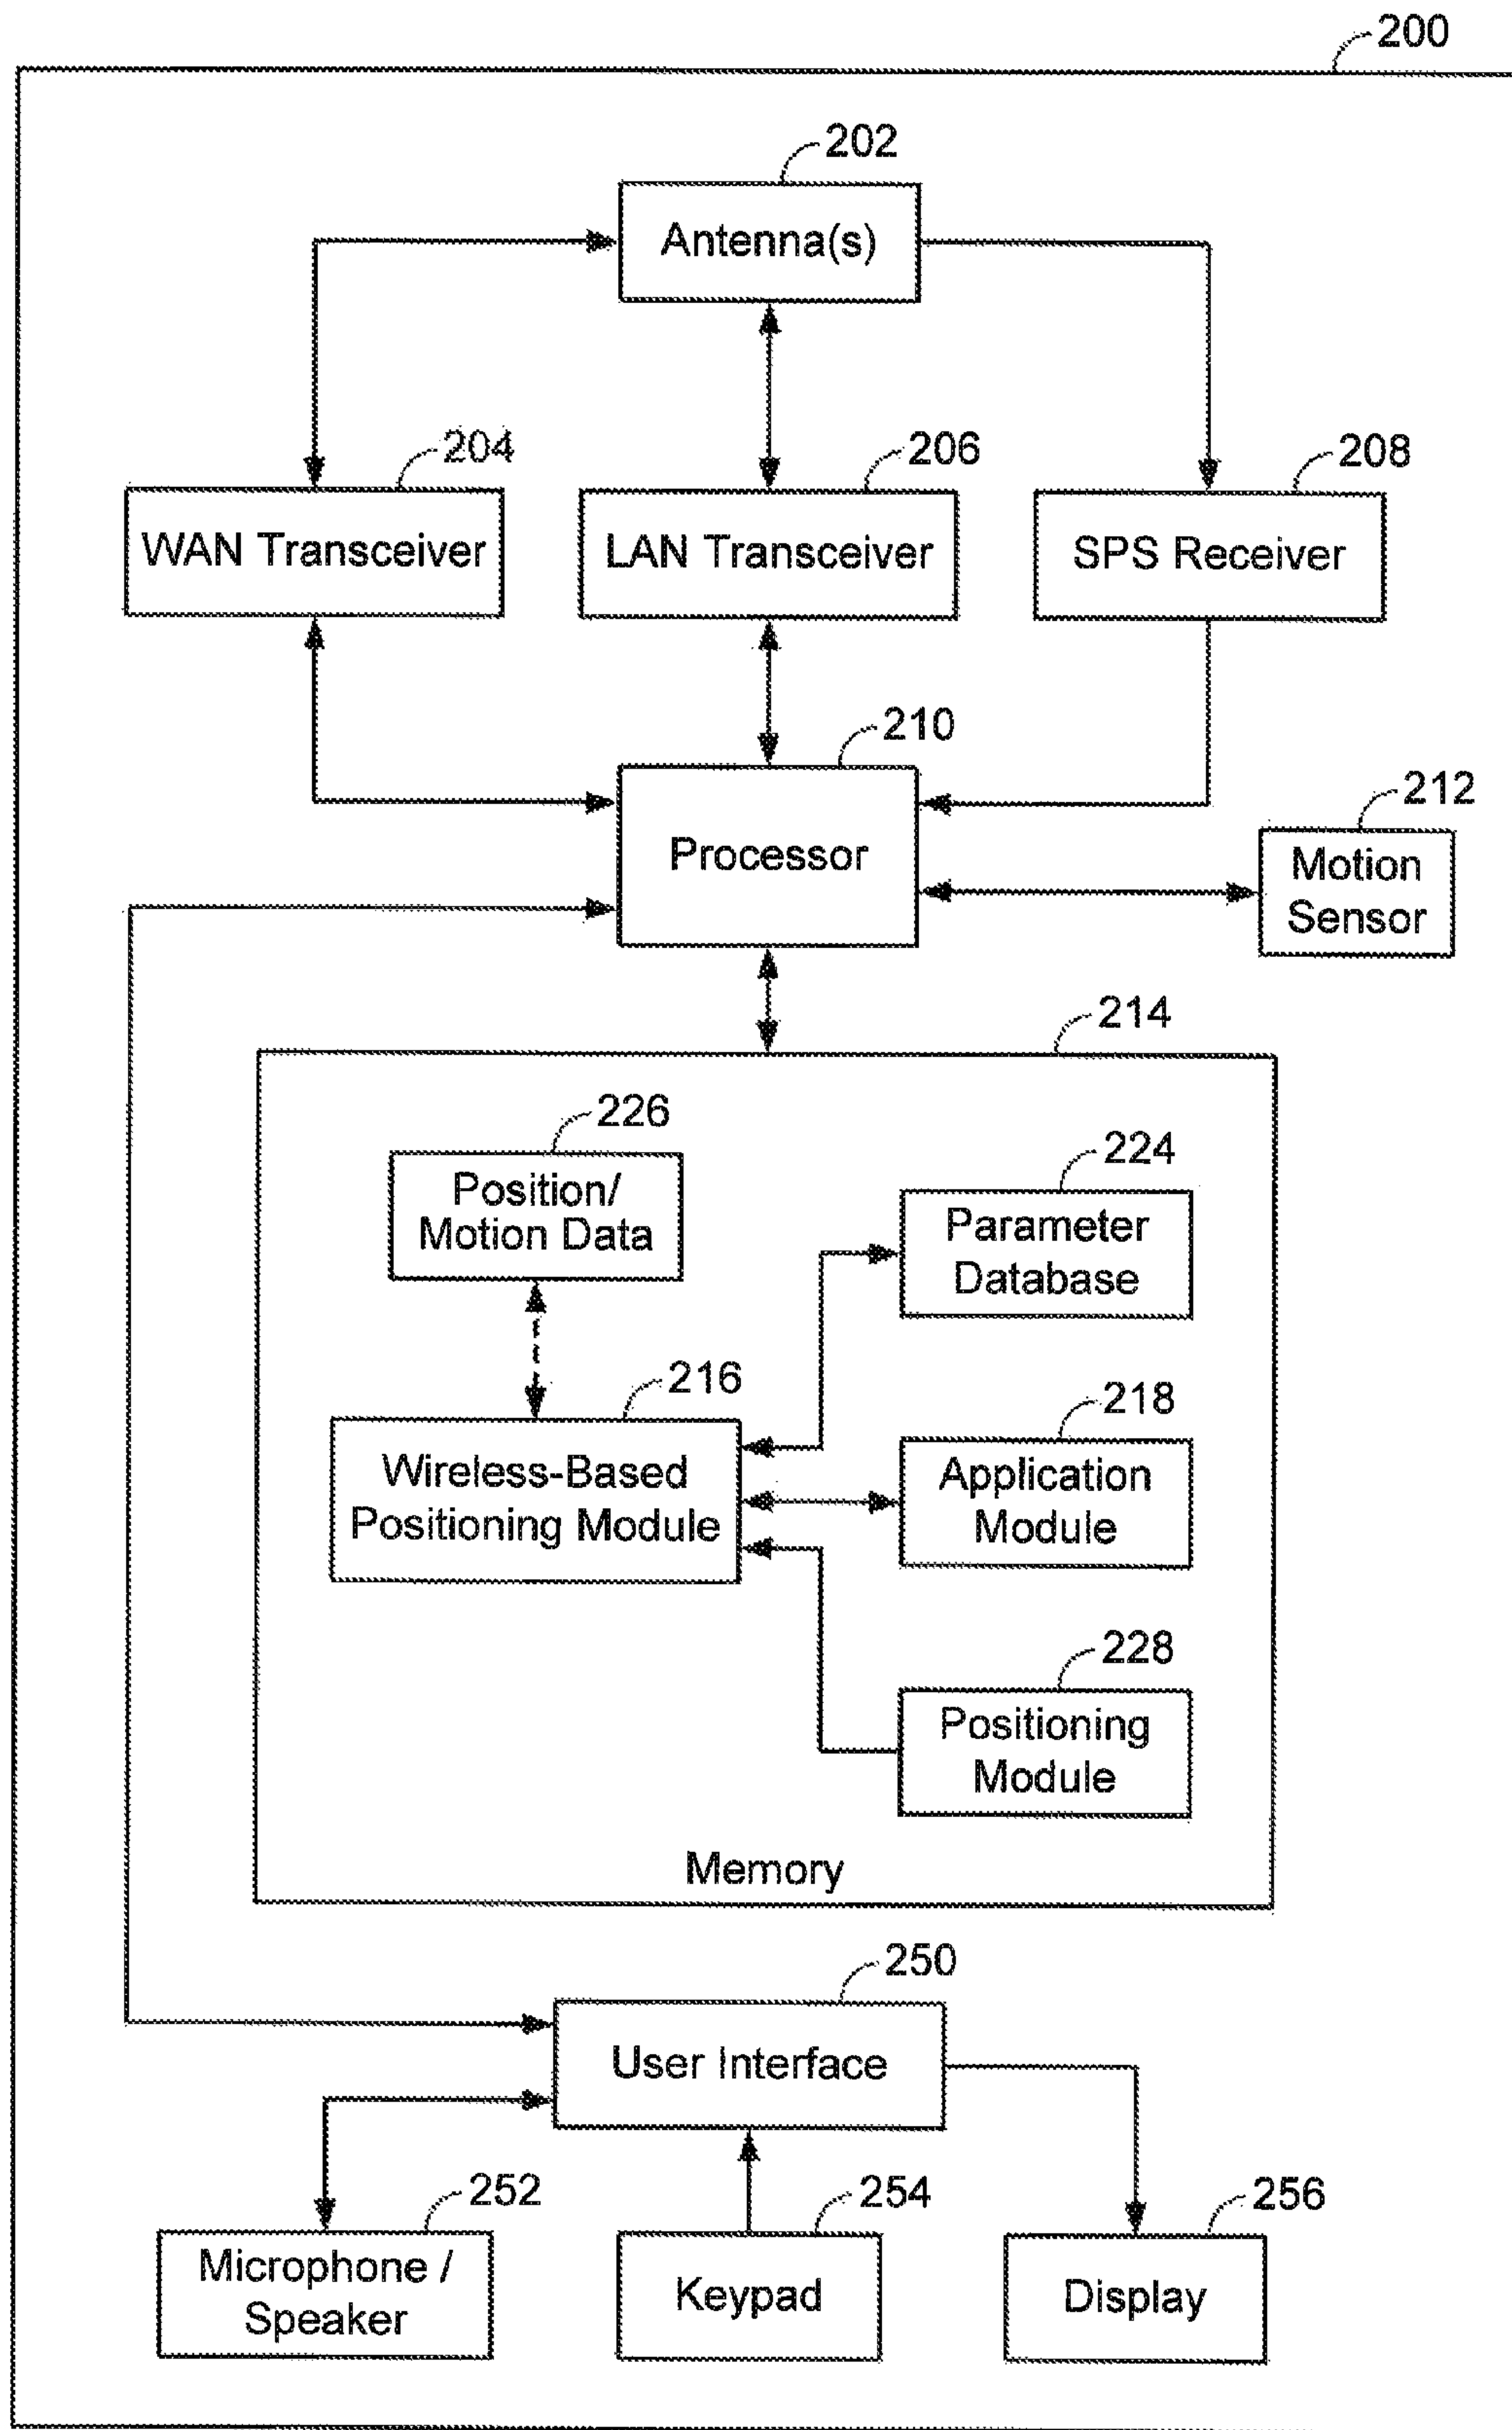 200
202
Antenna(s)
204
206
208
WAN Transceiver
LAN Transceiver
SPS Receiver
210
212
Processor
Motion
Sensor
214
226
Position/
Motion Data
224
Parameter
Database
216
Wireless-Based
Positioning Module
218
Application
Module
228
Positioning
Module
Memory
250
User Interface
252
254
256
Microphone /
Speaker
Keypad
Display